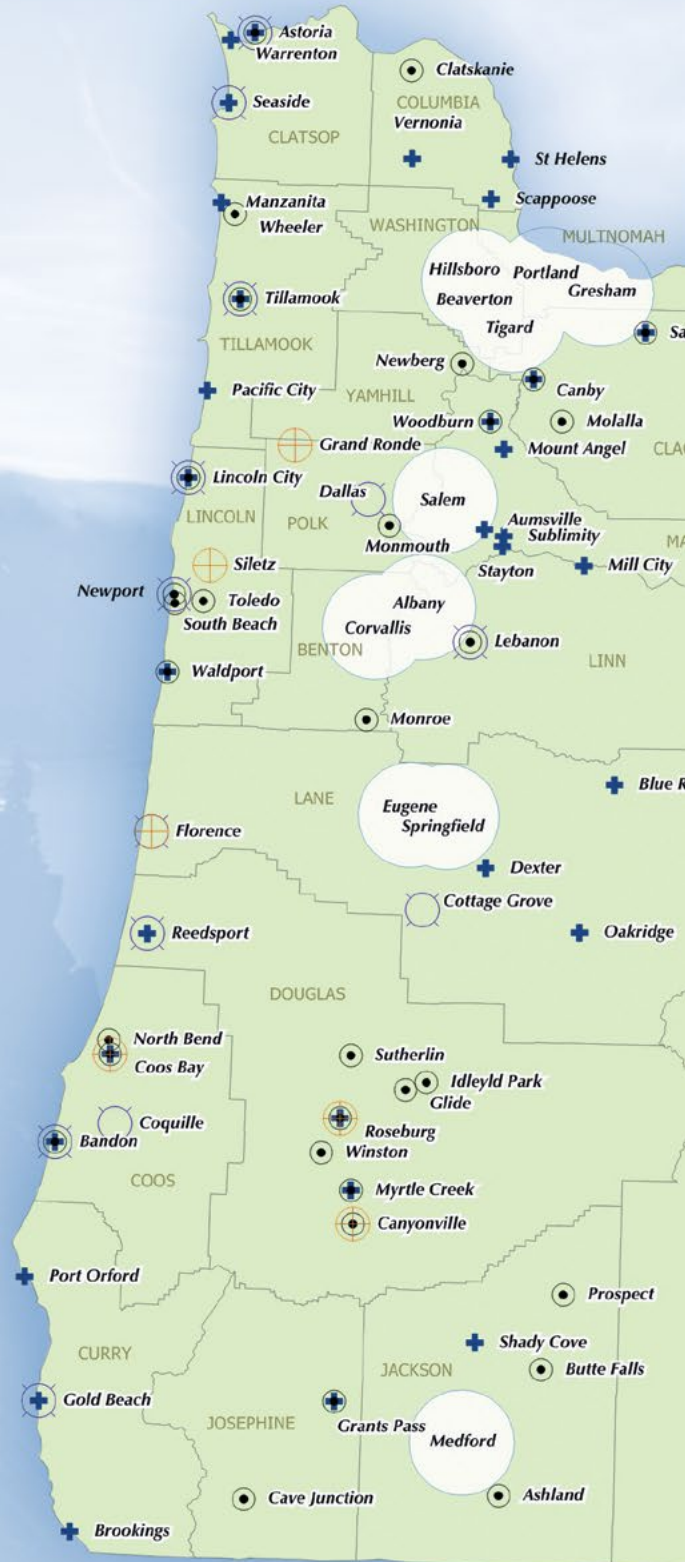 Astoria
Warrenton
Clatskanie
Seaside
COLUMBIA
Vernonia
CLATSOP
St Helens
Manzanita
Scappoose
Wheeler
WASHINGTON
MULTNOMAH
Hillsboro
Portland
Gresham
Beaverton
Tillamook
Tigard
Sa
TILLAMOOK
Newberg
Pacific City
YAMHILL
Canby
Woodburn
Molalla
Grand Ronde
Mount Angel
CLAC
Lincoln City
Dallas
Salem
LINCOLN
POLK
Aumsville
Sublimity
Monmouth
MA
Siletz
Stayton
Mill City
Newport
Toledo
South Beach
Albany
Corvallis
BENTON
Lebanon
LINN
Waldport
Monroe
LANE
Blue R
Eugene
Springfield
Florence
Dexter
Cottage Grove
Reedsport
Oakridge
DOUGLAS
North Bend
Coos Bay
Sutherlin
Idleyld Park
Glide
Coquille
Roseburg
Bandon
Winston
COOS
Myrtle Creek
Canyonville
Port Orford
Prospect
CURRY
Shady Cove
JACKSON
Butte Falls
Gold Beach
JOSEPHINE
Grants Pass
Medford
Cave Junction
Ashland
Brookings